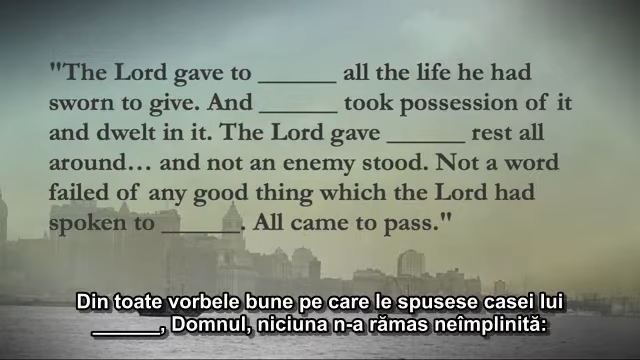 "The Lord gave to ______ all the life he had
sworn to give. And ______ took possession of it
and dwelt in it. The Lord gave ______ rest all
around… and not an enemy stood. Not a word
failed of any good thing which the Lord had
spoken to ______. All came to pass."
Din toate vorbele bune pe care le spusese casei lui
______, Domnul, niciuna n-a rămas neîmplinită: